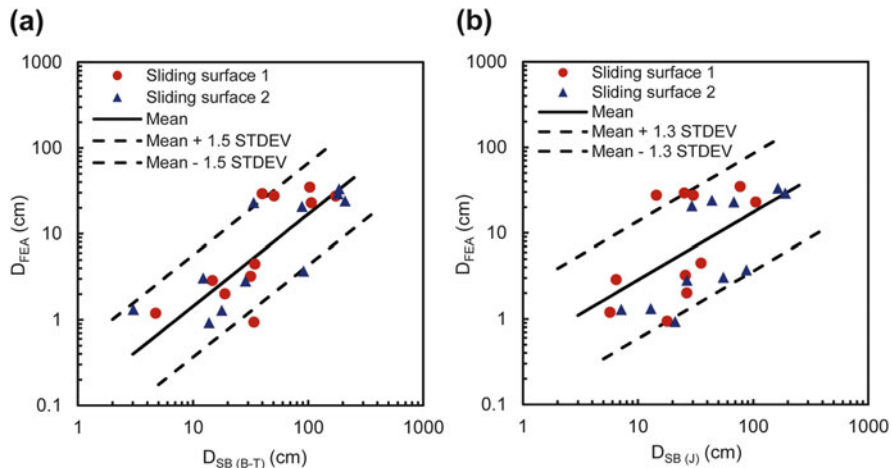 (a)
1000
100
10
1
0.1
D_FEA (cm)
Sliding surface 1
Sliding surface 2
Mean
Mean + 1.5 STDEV
Mean - 1.5 STDEV
1 10 100 1000
D_SB (B-T) (cm)
(b)
1000
100
10
1
0.1
D_FEA (cm)
Sliding surface 1
Sliding surface 2
Mean
Mean + 1.3 STDEV
Mean - 1.3 STDEV
1 10 100 1000
D_SB (J) (cm)